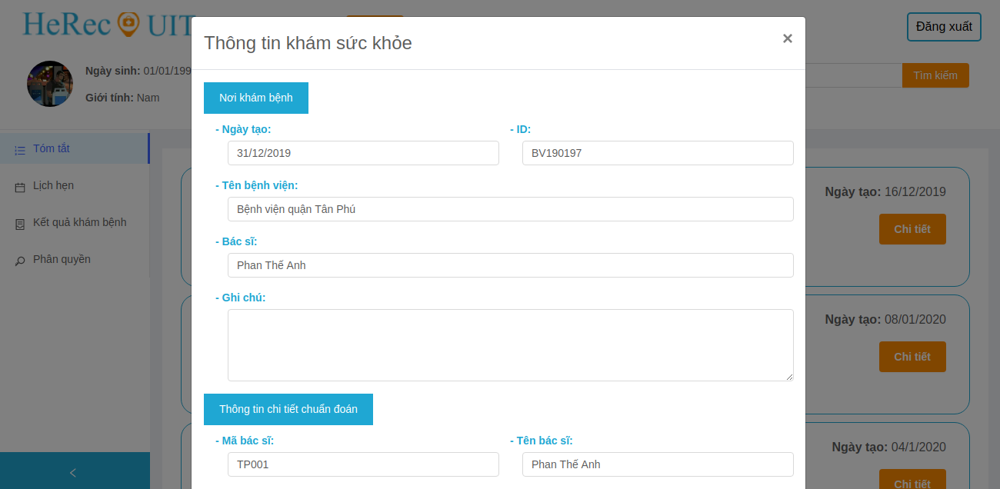 HeRec UIT
Đăng xuất
Thông tin khám sức khỏe
×
Ngày sinh: 01/01/199
Giới tính: Nam
Tìm kiếm
Nơi khám bệnh
- Ngày tạo:
- ID:
31/12/2019
BV190197
- Tên bệnh viện:
Bệnh viện quận Tân Phú
- Bác sĩ:
Phan Thế Anh
- Ghi chú:
Thông tin chi tiết chuẩn đoán
- Mã bác sĩ:
- Tên bác sĩ:
TP001
Phan Thế Anh
Tóm tắt
Lịch hẹn
Kết quả khám bệnh
Phân quyền
Ngày tạo: 16/12/2019
Chi tiết
Ngày tạo: 08/01/2020
Chi tiết
Ngày tạo: 04/1/2020
Chi tiết